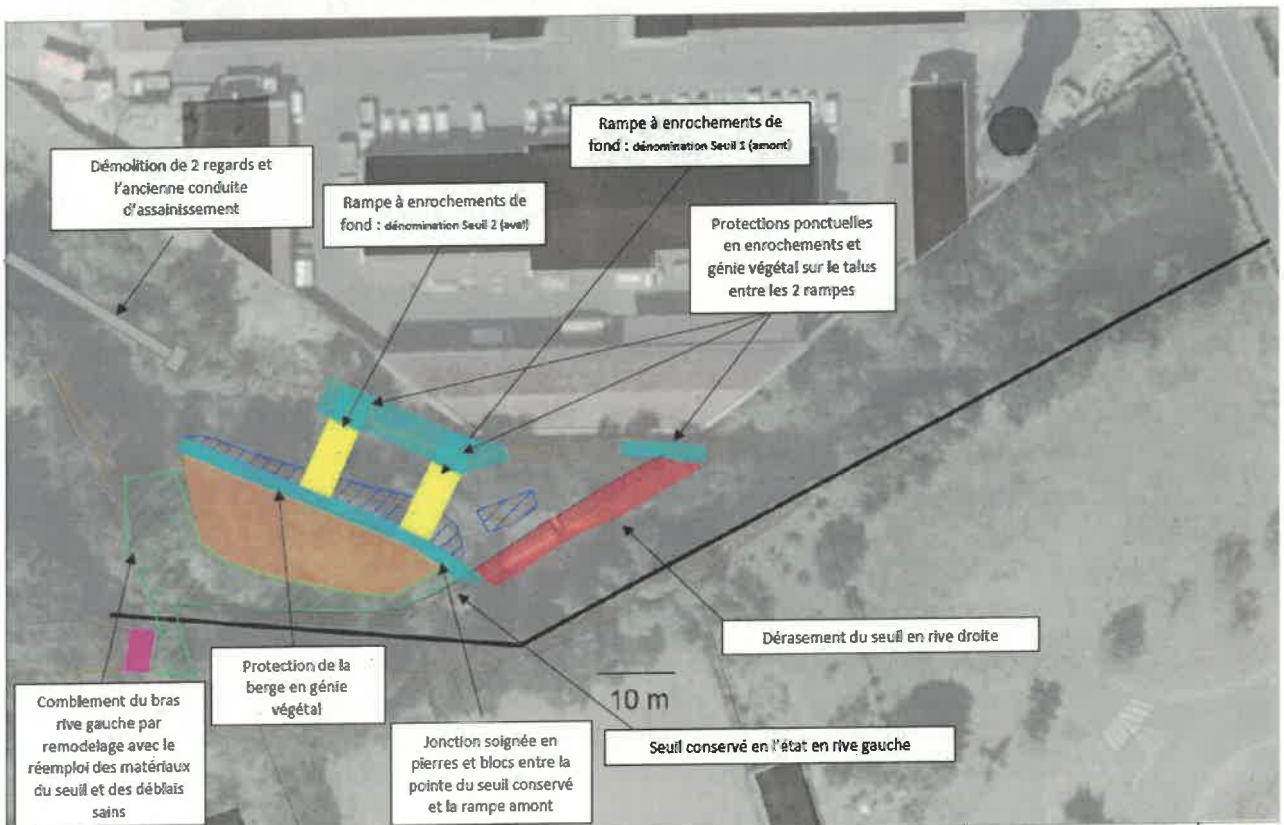 Rampe à enrochements de
fond : dénomination Seuil 1 (amont)
Démolition de 2 regards et
l'ancienne conduite
d'assainissement
Rampe à enrochements de
fond : dénomination Seuil 2 (aval)
Protections ponctuelles
en enrochements et
génie végétal sur le talus
entre les 2 rampes
Dérasement du seuil en rive droite
Protection de la
berge en génie
végétal
10 m
Comblement du bras
rive gauche par
remodelage avec le
réemploi des matériaux
du seuil et des déblais
sains
Jonction soignée en
pierres et blocs entre la
pointe du seuil conservé
et la rampe amont
Seuil conservé en l'état en rive gauche